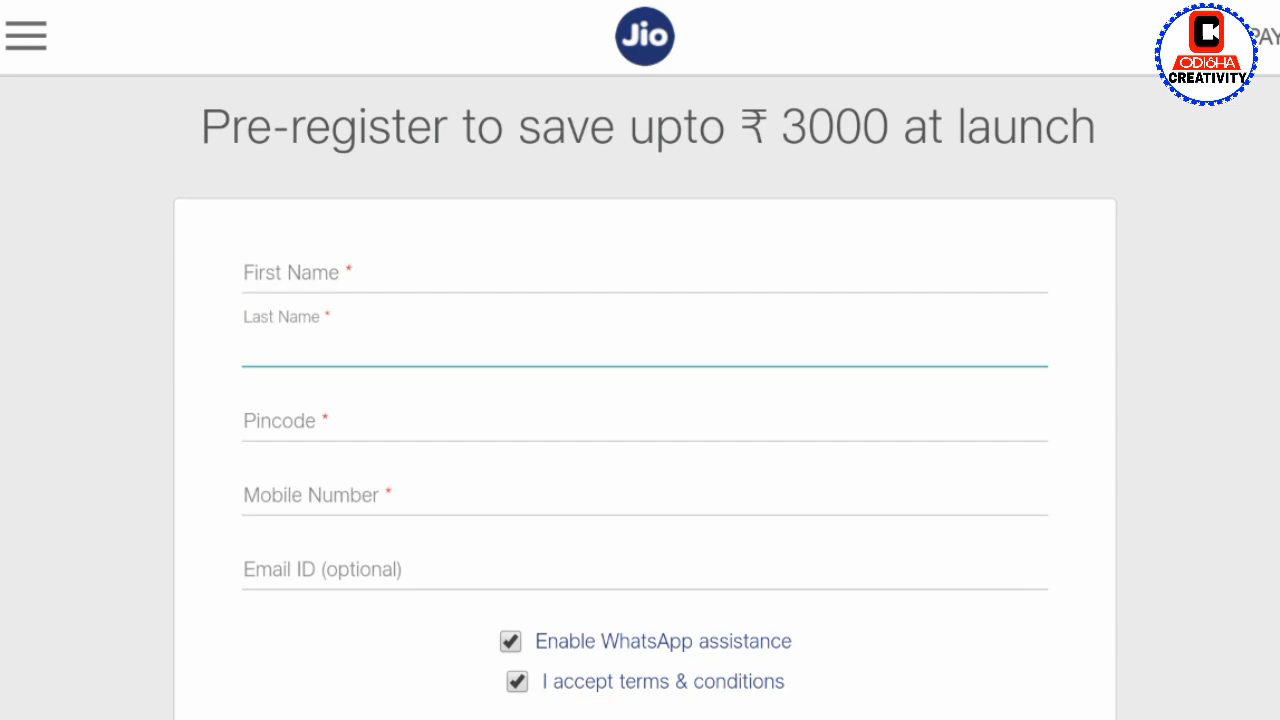 Jio
PAY
ODISHA
CREATIVITY
Pre-register to save upto ₹ 3000 at launch
First Name *
Last Name *
Pincode *
Mobile Number *
Email ID (optional)
Enable WhatsApp assistance
I accept terms & conditions